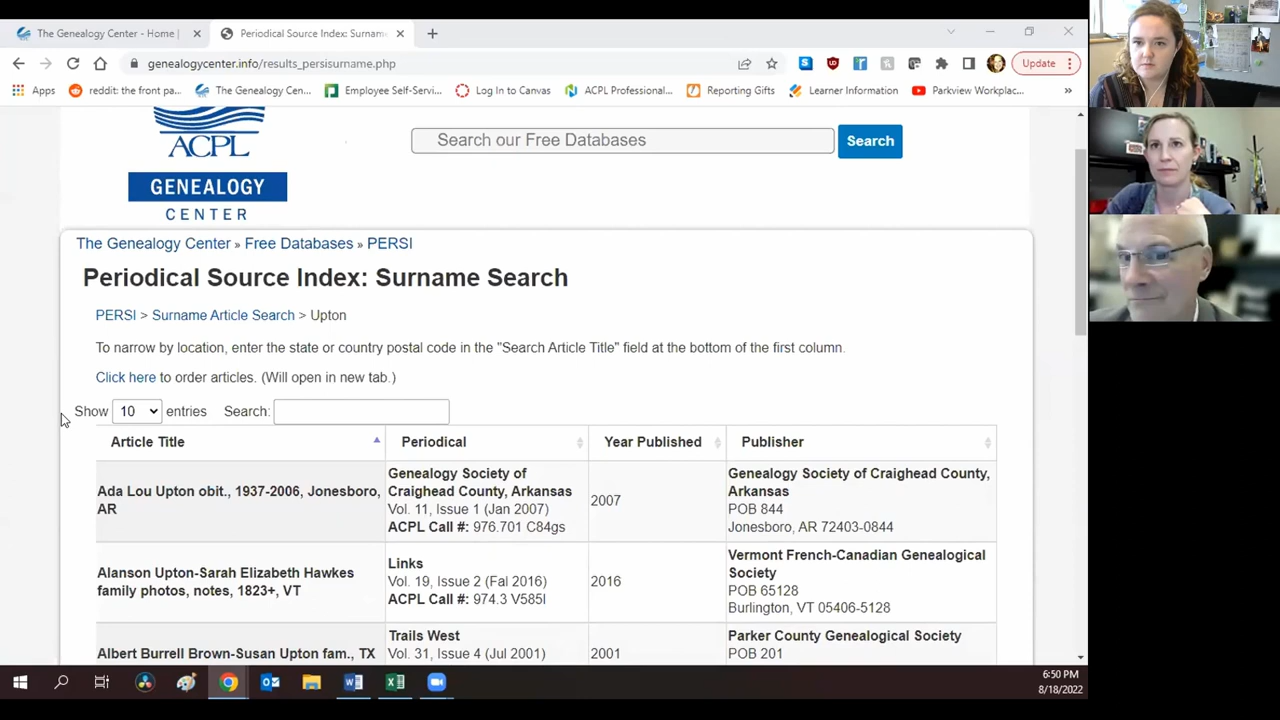 The Genealogy Center - Home |
Periodical Source Index: Surnam
genealogycenter.info/results_persisurname.php
Update
Apps
reddit: the front pa...
The Genealogy Cen...
Employee Self-Servi...
Log In to Canvas
ACPL Professional...
Reporting Gifts
Learner Information
Parkview Workplac...
»
ACPL
GENEALOGY
CENTER
Search our Free Databases
Search
The Genealogy Center » Free Databases » PERSI
Periodical Source Index: Surname Search
PERSI > Surname Article Search > Upton
To narrow by location, enter the state or country postal code in the "Search Article Title" field at the bottom of the first column.
Click here to order articles. (Will open in new tab.)
Show 10 entries Search:
Article Title Periodical Year Published Publisher
Ada Lou Upton obit., 1937-2006, Jonesboro,
AR
Genealogy Society of
Craighead County, Arkansas
Vol. 11, Issue 1 (Jan 2007)
ACPL Call #: 976.701 C84gs
2007
Genealogy Society of Craighead County,
Arkansas
POB 844
Jonesboro, AR 72403-0844
Alanson Upton-Sarah Elizabeth Hawkes
family photos, notes, 1823+, VT
Links
Vol. 19, Issue 2 (Fal 2016)
ACPL Call #: 974.3 V585l
2016
Vermont French-Canadian Genealogical
Society
POB 65128
Burlington, VT 05406-5128
Albert Burrell Brown-Susan Upton fam., TX
Trails West
Vol. 31, Issue 4 (Jul 2001)
2001
Parker County Genealogical Society
POB 201
6:50 PM
8/18/2022